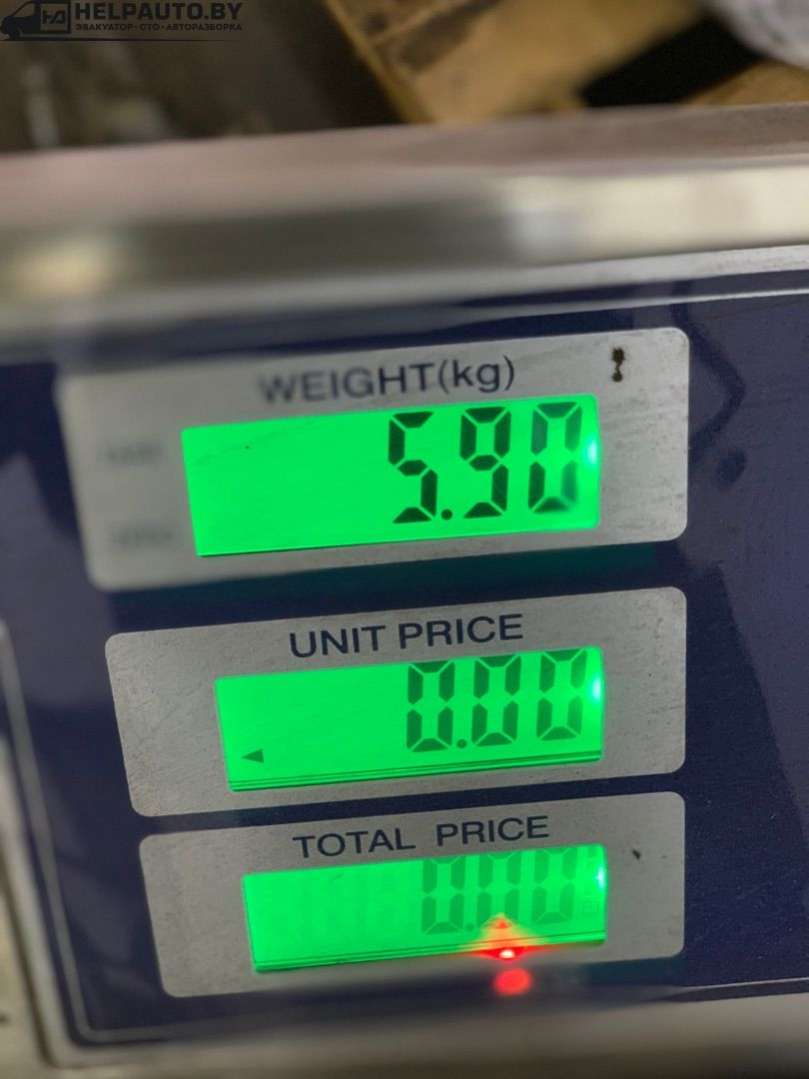 HELPAUTO.BY
ЭВАКУАТОР • СТО • АВТОРАЗБОРКА
WEIGHT(kg)
5.90
UNIT PRICE
0.00
TOTAL PRICE
0.00